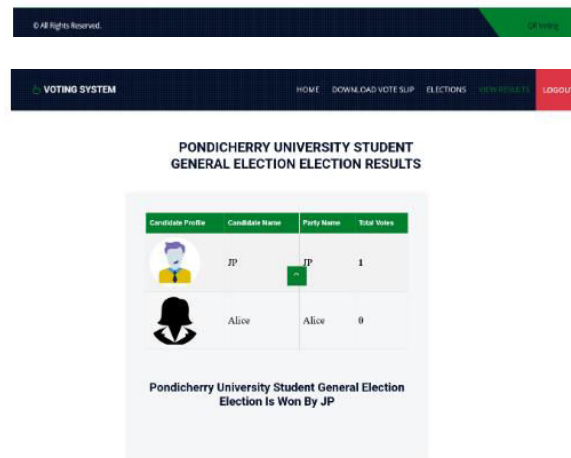 © All Rights Reserved.
QR Voting
VOTING SYSTEM
HOME DOWNLOAD VOTE SLIP ELECTIONS VIEW RESULTS LOGOUT
PONDICHERRY UNIVERSITY STUDENT
GENERAL ELECTION ELECTION RESULTS
Candidate Profile Candidate Name Party Name Total Votes
JP JP 1
Alice Alice 0
Pondicherry University Student General Election
Election Is Won By JP